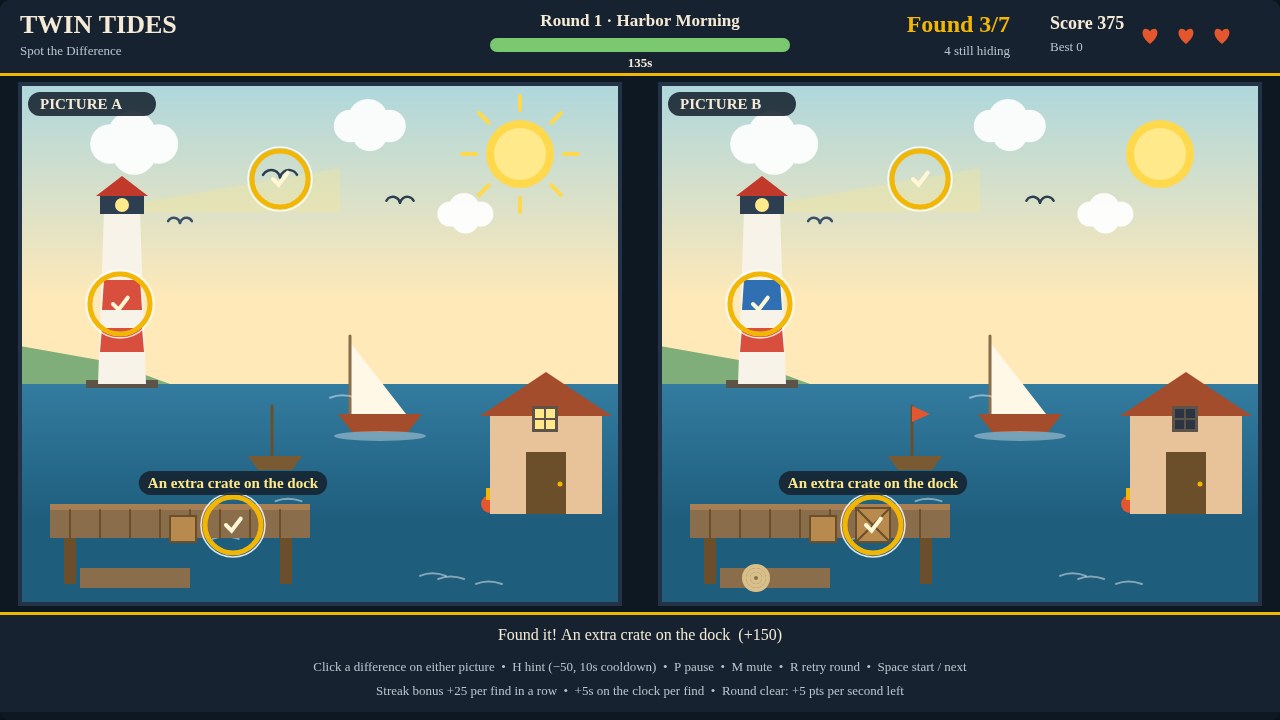 TWIN TIDES
Spot the Difference
Round 1 · Harbor Morning
135s
Found 3/7
4 still hiding
Score 375
Best 0
PICTURE A
PICTURE B
An extra crate on the dock
An extra crate on the dock
Found it! An extra crate on the dock (+150)
Click a difference on either picture • H hint (−50, 10s cooldown) • P pause • M mute • R retry round • Space start / next
Streak bonus +25 per find in a row • +5s on the clock per find • Round clear: +5 pts per second left